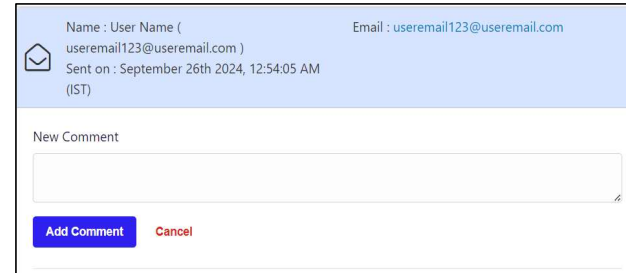 Name : User Name (
useremail123@useremail.com )
Sent on : September 26th 2024, 12:54:05 AM
(IST)
Email : useremail123@useremail.com
New Comment
Add Comment
Cancel